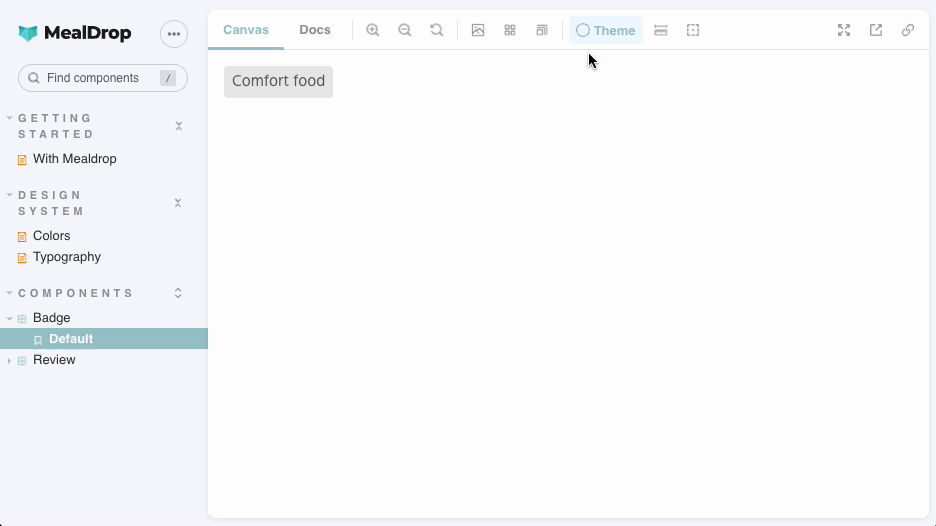 MealDrop
Canvas
Docs
Theme
Find components
/
Comfort food
GETTING
STARTED
With Mealdrop
DESIGN
SYSTEM
Colors
Typography
COMPONENTS
Badge
Default
Review